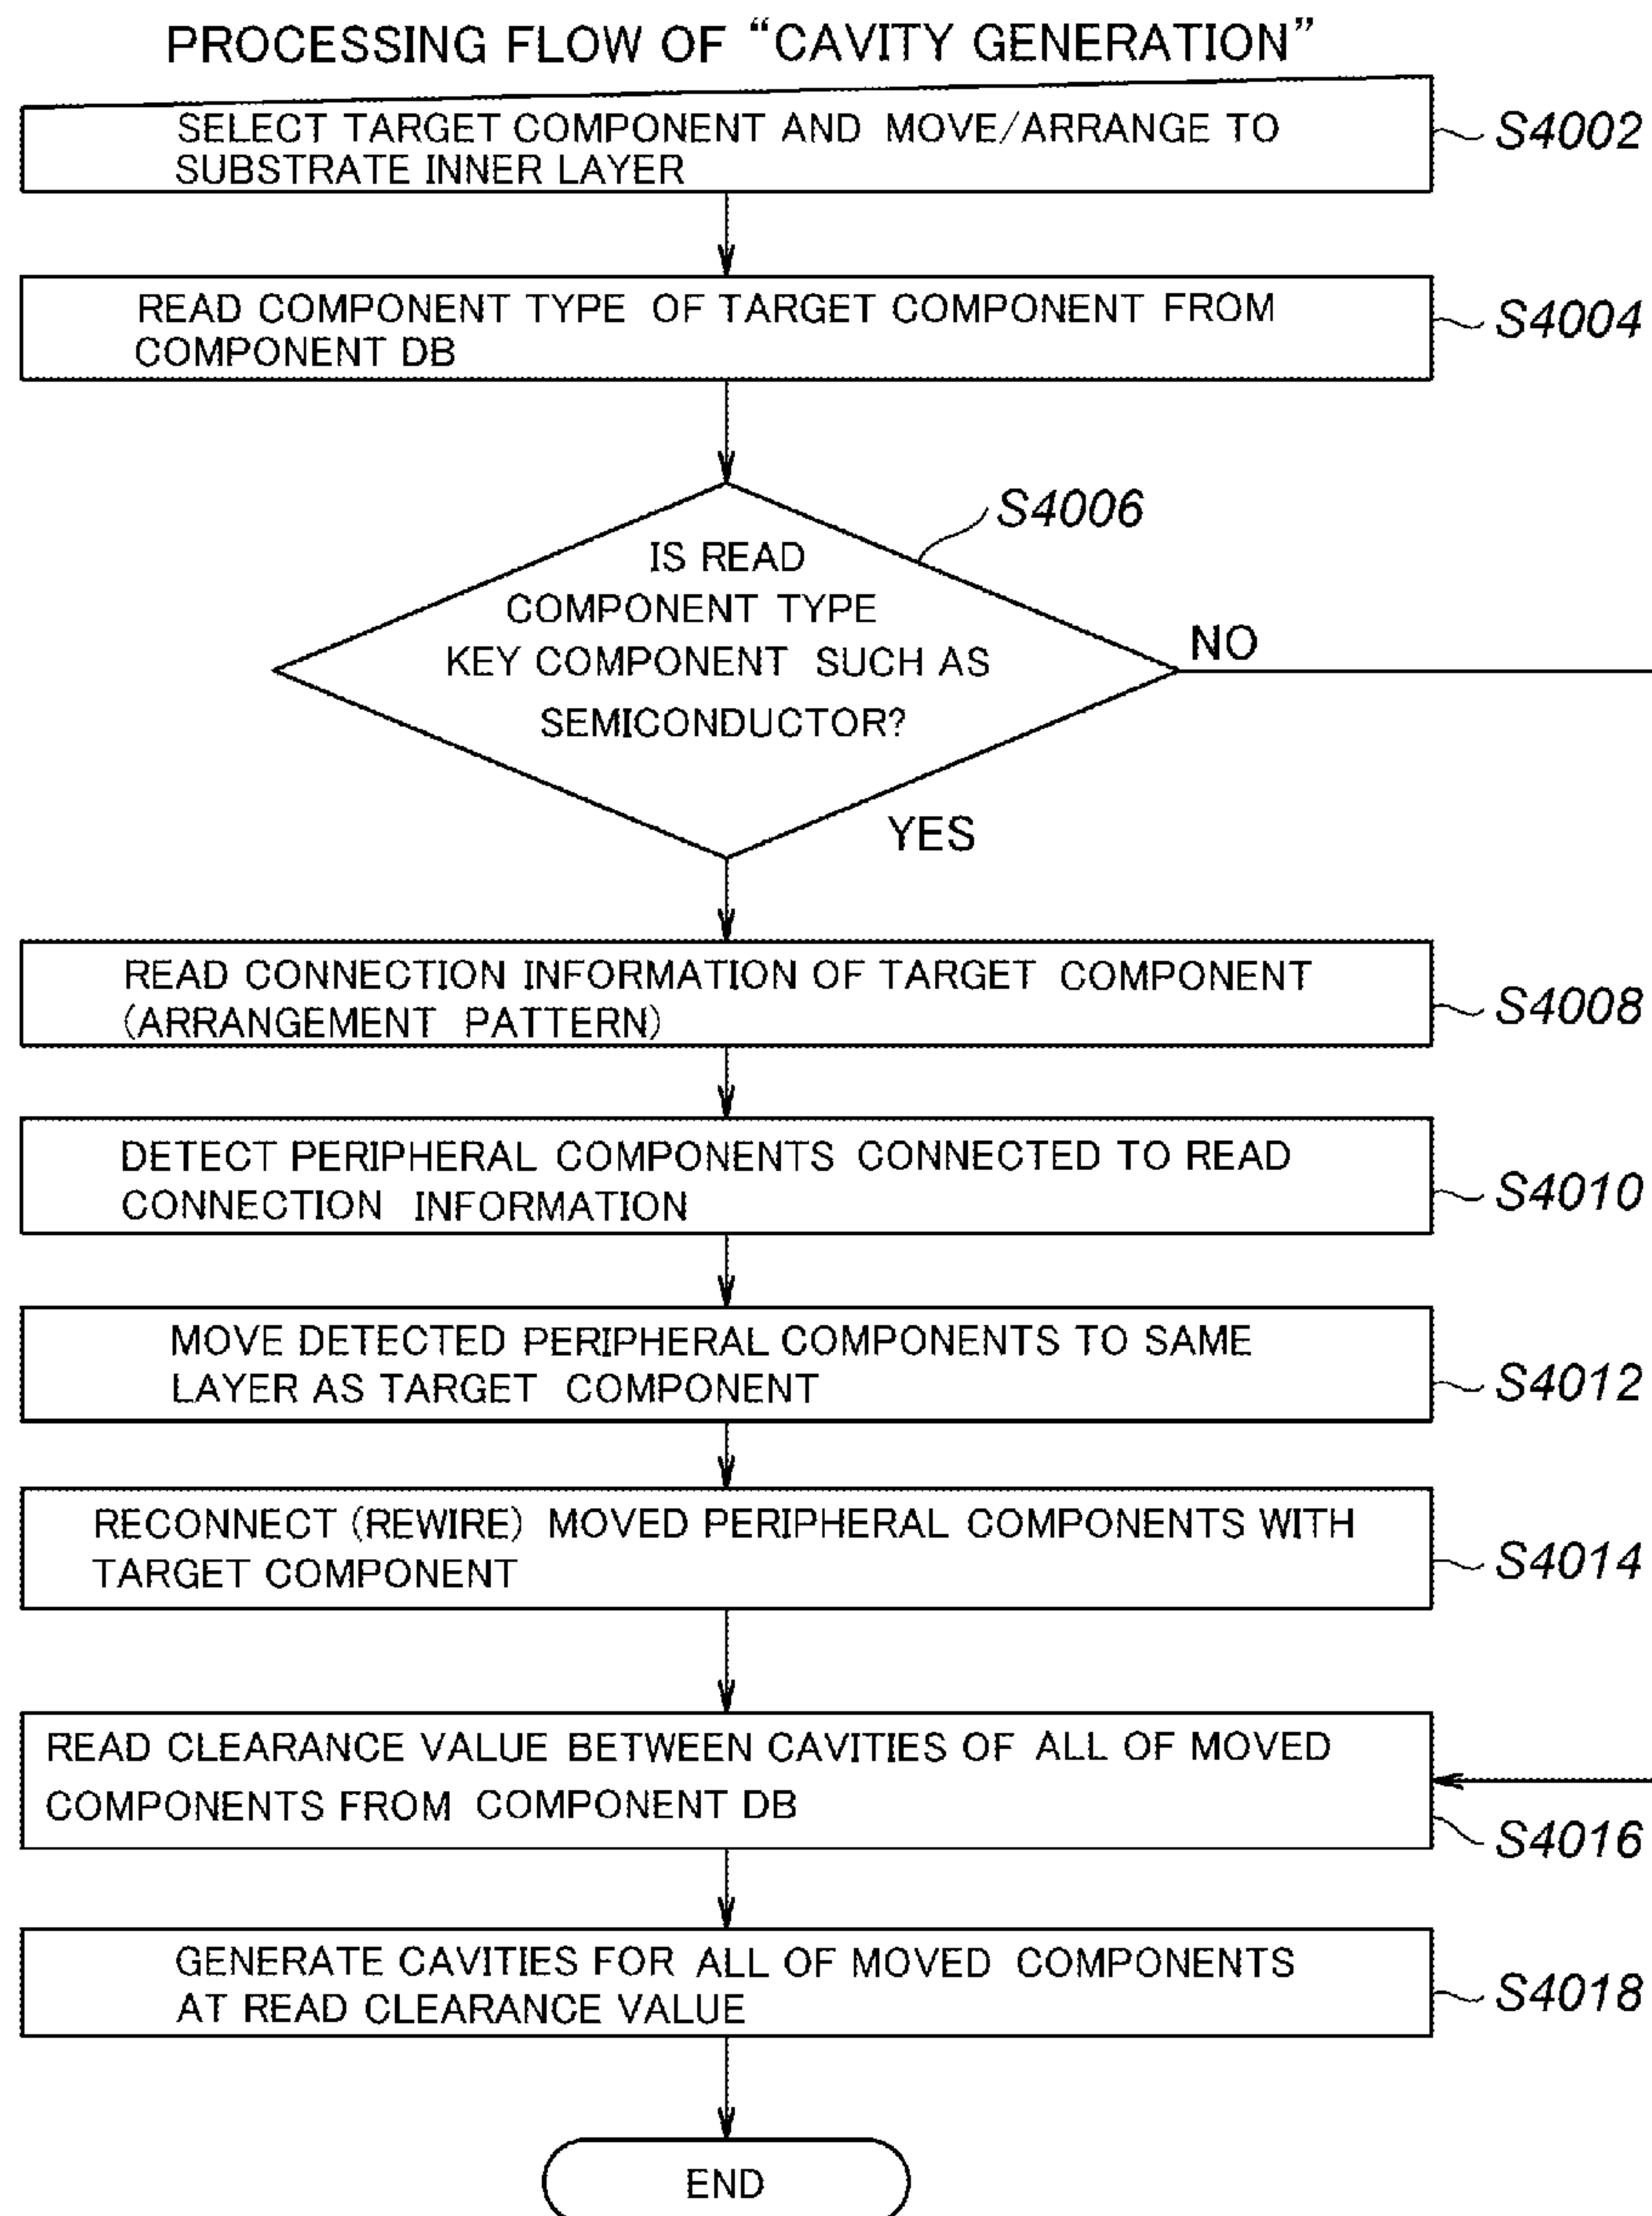 PROCESSING FLOW OF “CAVITY GENERATION”
SELECT TARGET COMPONENT AND MOVE/ARRANGE TO
SUBSTRATE INNER LAYER
S4002
READ COMPONENT TYPE OF TARGET COMPONENT FROM
COMPONENT DB
S4004
S4006
IS READ
COMPONENT TYPE
KEY COMPONENT SUCH AS
SEMICONDUCTOR?
NO
YES
READ CONNECTION INFORMATION OF TARGET COMPONENT
(ARRANGEMENT PATTERN)
S4008
DETECT PERIPHERAL COMPONENTS CONNECTED TO READ
CONNECTION INFORMATION
S4010
MOVE DETECTED PERIPHERAL COMPONENTS TO SAME
LAYER AS TARGET COMPONENT
S4012
RECONNECT (REWIRE) MOVED PERIPHERAL COMPONENTS WITH
TARGET COMPONENT
S4014
READ CLEARANCE VALUE BETWEEN CAVITIES OF ALL OF MOVED
COMPONENTS FROM COMPONENT DB
S4016
GENERATE CAVITIES FOR ALL OF MOVED COMPONENTS
AT READ CLEARANCE VALUE
S4018
END